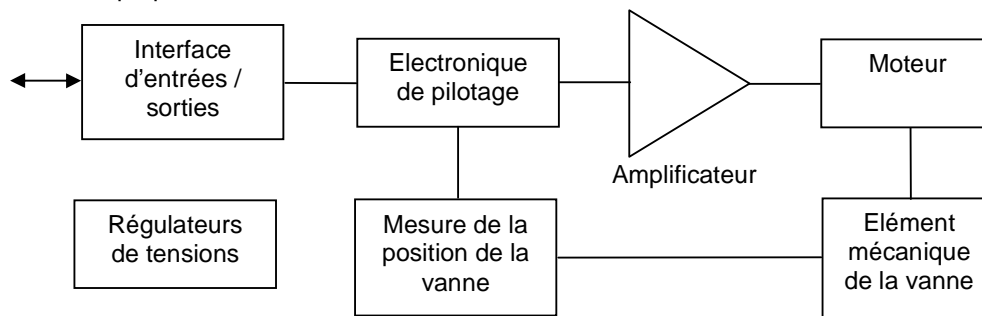 Interface
d'entrées /
sorties
Electronique
de pilotage
Moteur
Amplificateur
Régulateurs
de tensions
Mesure de la
position de la
vanne
Elément
mécanique
de la vanne